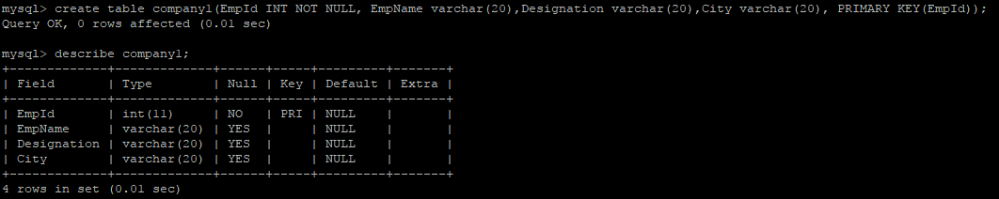 mysql> create table company1(EmpId INT NOT NULL, EmpName varchar(20),Designation varchar(20),City varchar(20), PRIMARY KEY(EmpId));
Query OK, 0 rows affected (0.01 sec)
mysql> describe company1;
+-------------+-------------+------+-----+---------+-------+
| Field       | Type        | Null | Key | Default | Extra |
+-------------+-------------+------+-----+---------+-------+
| EmpId       | int(11)     | NO   | PRI | NULL    |       |
| EmpName     | varchar(20) | YES  |     | NULL    |       |
| Designation | varchar(20) | YES  |     | NULL    |       |
| City        | varchar(20) | YES  |     | NULL    |       |
+-------------+-------------+------+-----+---------+-------+
4 rows in set (0.01 sec)